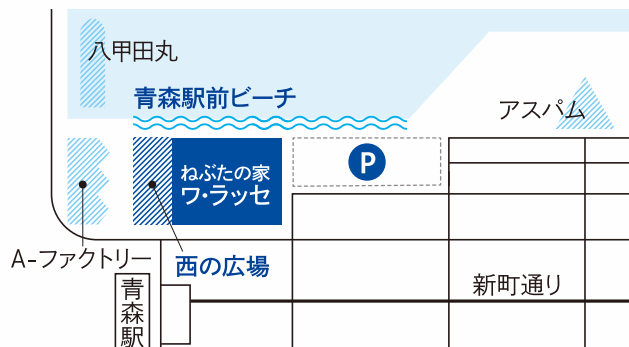 八甲田丸
青森駅前ビーチ
アスパム
P
ねぶたの家
ワ・ラッセ
A-ファクトリー
西の広場
青森駅
新町通り